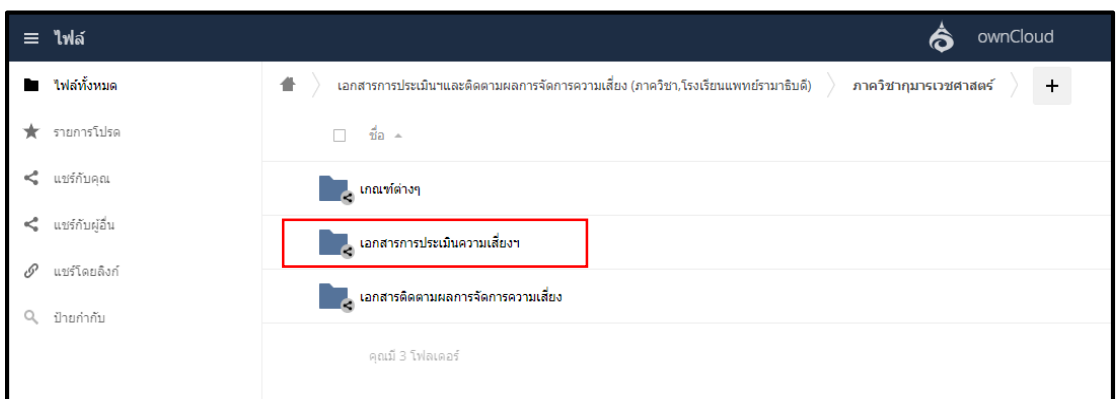 ไฟล์
ownCloud
ไฟล์ทั้งหมด
รายการโปรด
แชร์กับคุณ
แชร์กับผู้อื่น
แชร์โดยลิงก์
ป้ายกำกับ
เอกสารการประเมินฯและติดตามผลการจัดการความเสี่ยง (ภาควิชา,โรงเรียนแพทย์รามาธิบดี)
ภาควิชากุมารเวชศาสตร์
+
ชื่อ
เกณฑ์ต่างๆ
เอกสารการประเมินความเสี่ยงฯ
เอกสารติดตามผลการจัดการความเสี่ยง
คุณมี 3 โฟลเดอร์